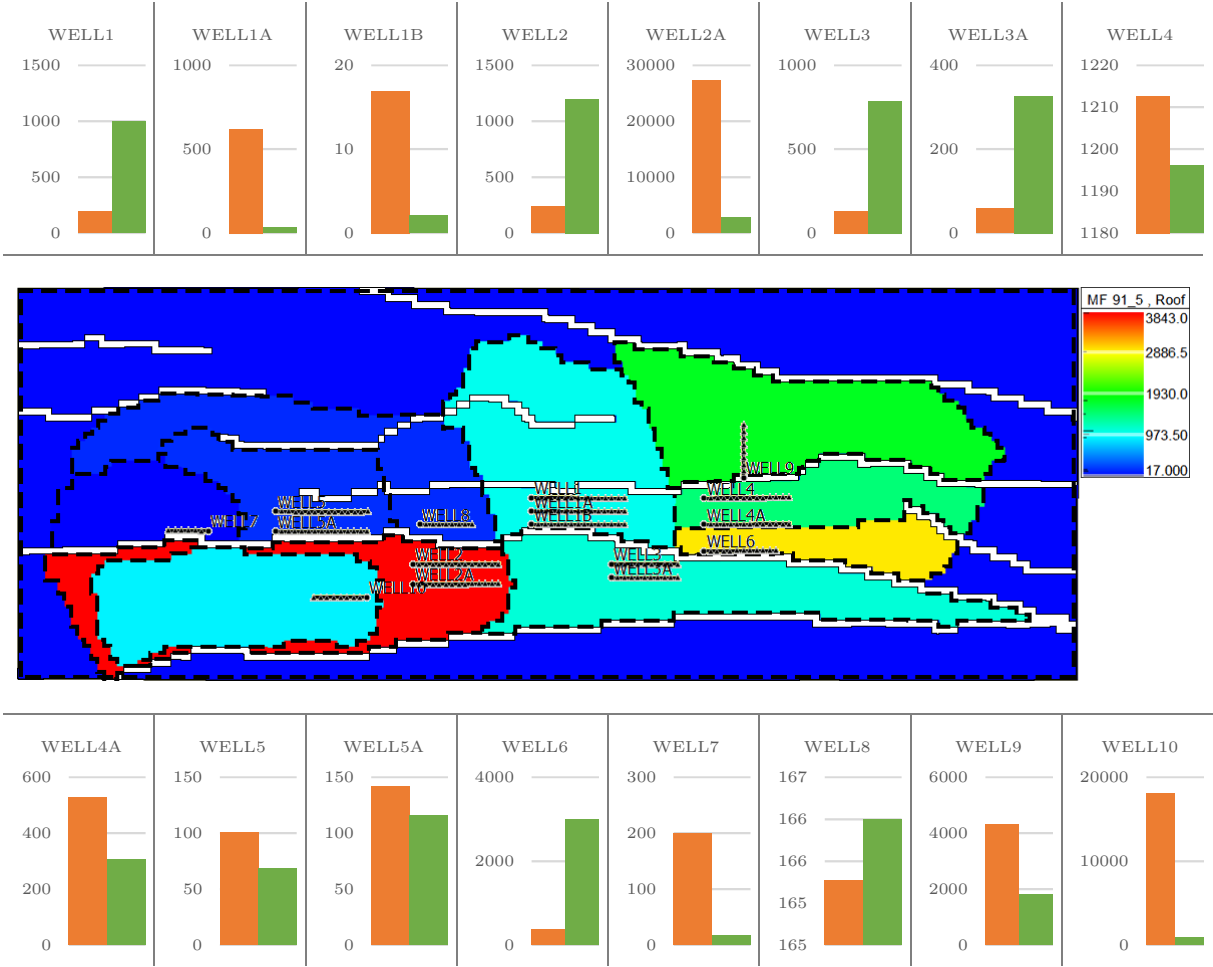 WELL1 WELL1A WELL1B WELL2 WELL2A WELL3 WELL3A WELL4
1500 1000 20 1500 30000 1000 400 1220
1000 500 10 1000 20000 500 200 1210
500 500 10000 1200
1190
0 0 0 0 0 0 0 1180
MF 91_5 , Roof
3843.0
2886.5
1930.0
973.50
17.000
WELL9
WELL1 WELL4
WELL5 WELL1A
WELL7 WELL5A WELL8 WELL1B WELL4A
WELL6
WELL2 WELL3
WELL2A WELL3A
WELL10
WELL4A WELL5 WELL5A WELL6 WELL7 WELL8 WELL9 WELL10
600 150 150 4000 300 167 6000 20000
400 100 100 2000 200 166 4000 10000
200 50 50 100 166 2000
165
0 0 0 0 0 165 0 0